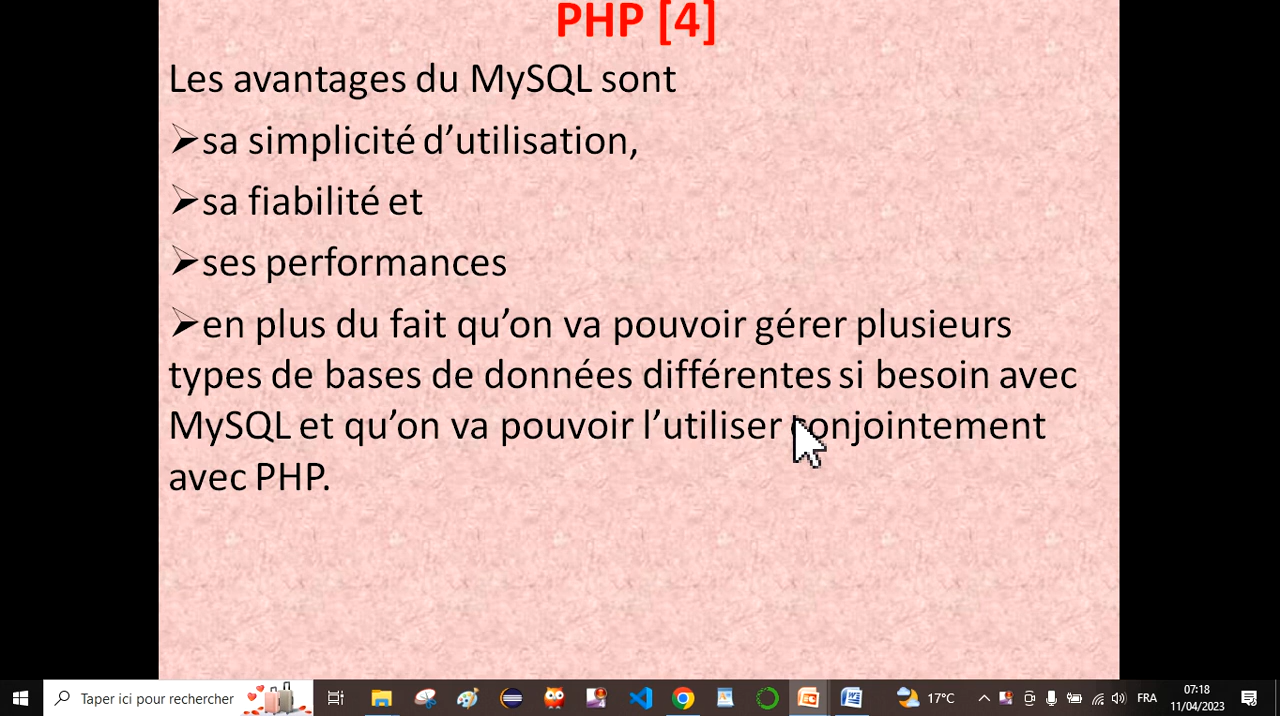 PHP [4]
Les avantages du MySQL sont
➢sa simplicité d’utilisation,
➢sa fiabilité et
➢ses performances
➢en plus du fait qu’on va pouvoir gérer plusieurs
types de bases de données différentes si besoin avec
MySQL et qu’on va pouvoir l’utiliser conjointement
avec PHP.
Taper ici pour rechercher
17°C
FRA
07:18
11/04/2023